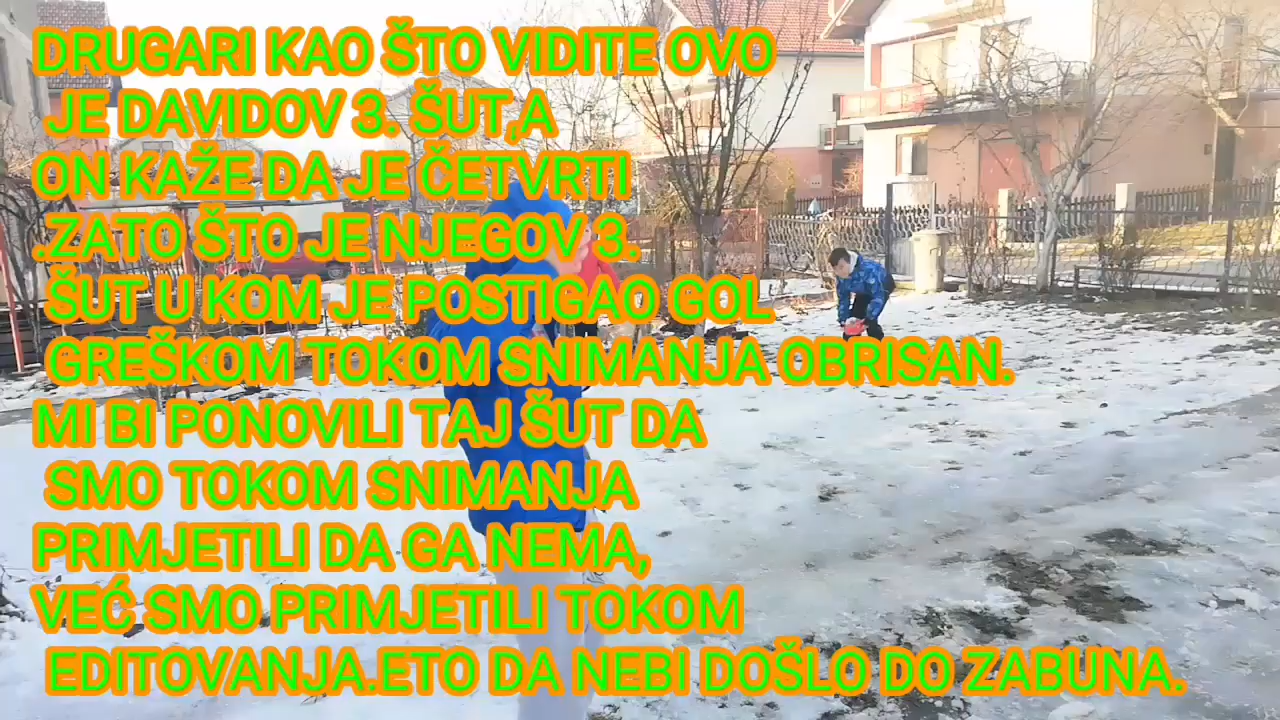 DRUGARI KAO ŠTO VIDITE OVO
JE DAVIDOV 3. ŠUT,A
ON KAŽE DA JE ČETVRTI
.ZATO ŠTO JE NJEGOV 3.
ŠUT U KOM JE POSTIGAO GOL
GREŠKOM TOKOM SNIMANJA OBRISAN.
MI BI PONOVILI TAJ ŠUT DA
SMO TOKOM SNIMANJA
PRIMJETILI DA GA NEMA,
VEĆ SMO PRIMJETILI TOKOM
EDITOVANJA.ETO DA NEBI DOŠLO DO ZABUNA.